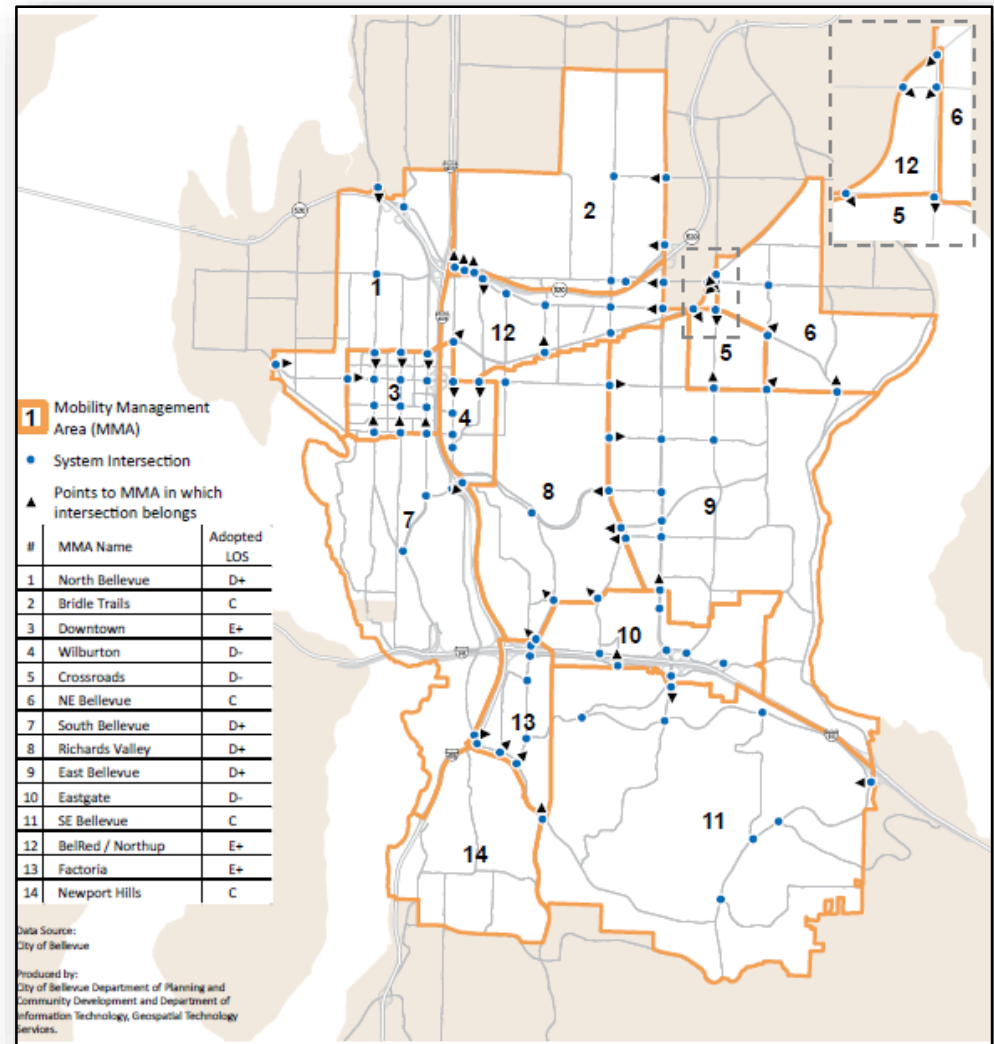 12
6
5
2
1
12
5
6
3
4
8
7
9
10
13
11
14
520
520
1 Mobility Management
Area (MMA)
System Intersection
Points to MMA in which
intersection belongs
# MMA Name Adopted
LOS
1 North Bellevue D+
2 Bridle Trails C
3 Downtown E+
4 Wilburton D-
5 Crossroads D-
6 NE Bellevue C
7 South Bellevue D+
8 Richards Valley D+
9 East Bellevue D+
10 Eastgate D-
11 SE Bellevue C
12 BelRed / Northup E+
13 Factoria E+
14 Newport Hills C
Data Source:
City of Bellevue
Produced by:
City of Bellevue Department of Planning and
Community Development and Department of
Information Technology, Geospatial Technology
Services.